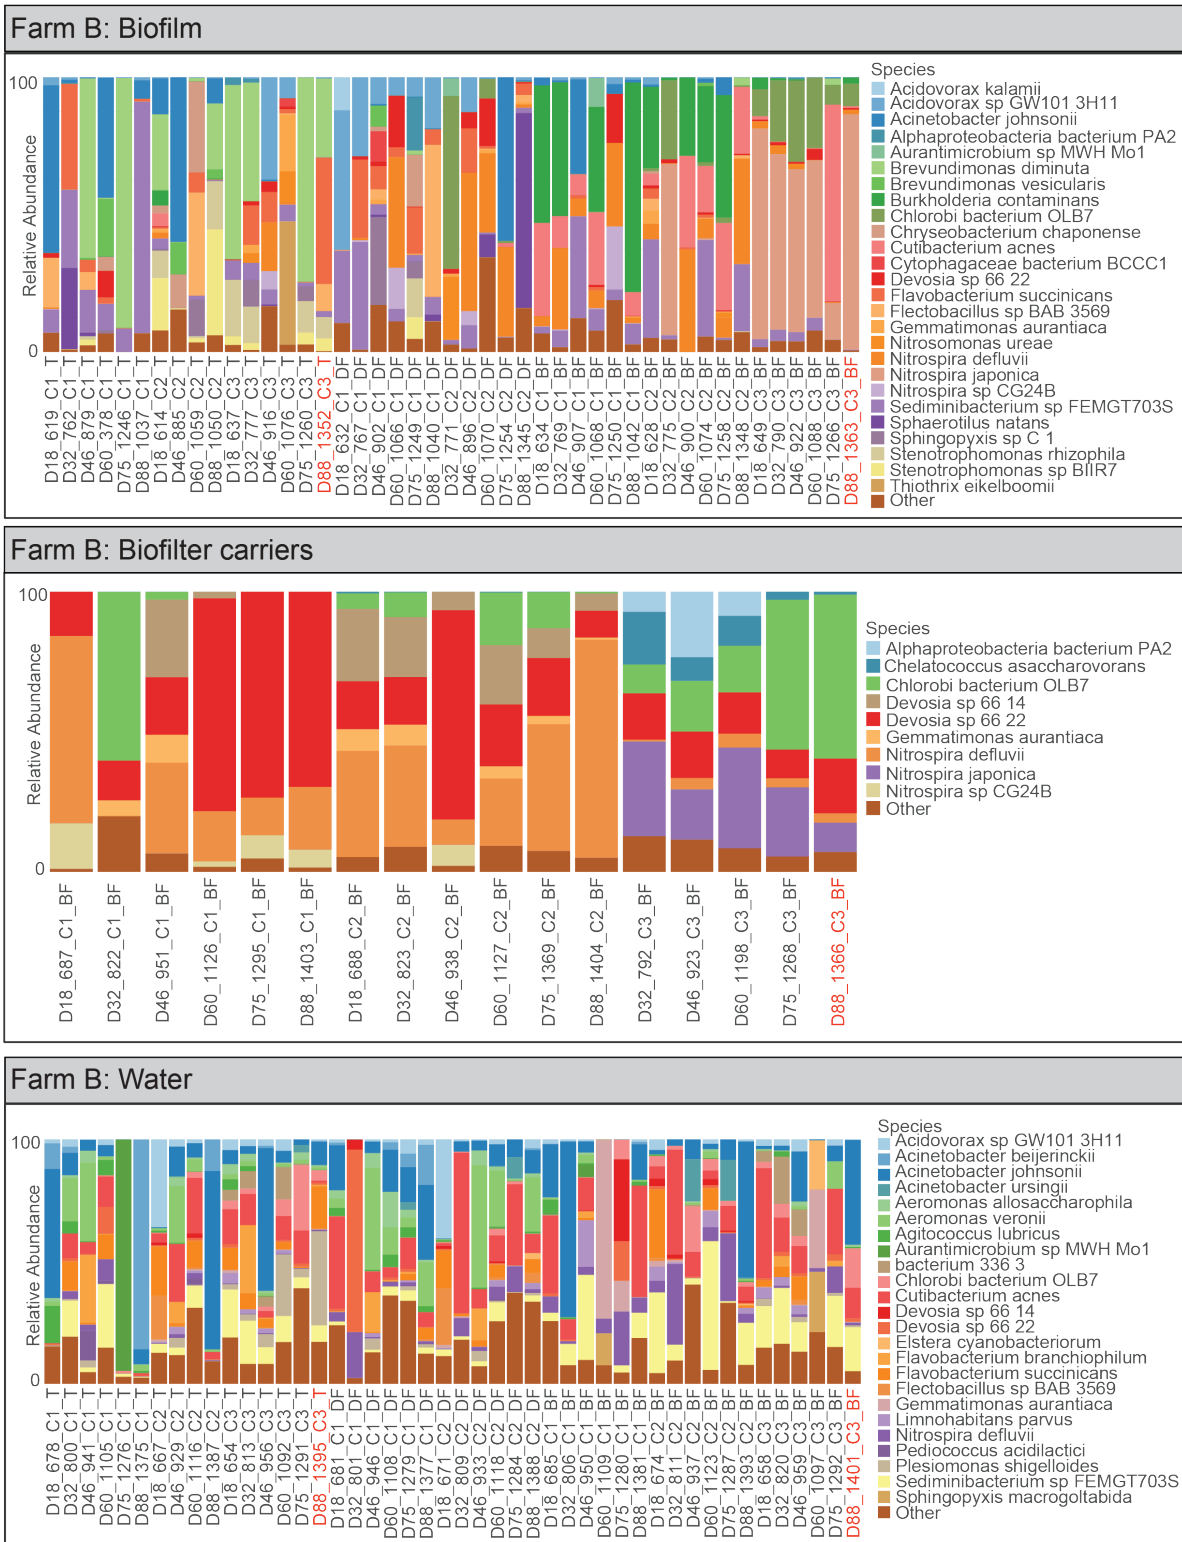 Farm B: Biofilm
100
Relative Abundance
0
D18_619_C1_T
D32_762_C1_T
D46_879_C1_T
D60_378_C1_T
D75_1246_C1_T
D88_1037_C1_T
D18_614_C2_T
D46_885_C2_T
D60_1059_C2_T
D88_1050_C2_T
D18_637_C3_T
D32_777_C3_T
D46_916_C3_T
D60_1076_C3_T
D75_1260_C3_T
D88_1352_C3_T
D18_632_C1_DF
D32_767_C1_DF
D46_902_C1_DF
D60_1066_C1_DF
D75_1249_C1_DF
D88_1040_C1_DF
D32_771_C2_DF
D46_896_C2_DF
D60_1070_C2_DF
D75_1254_C2_DF
D88_1345_C2_DF
D18_634_C1_BF
D32_769_C1_BF
D46_907_C1_BF
D60_1068_C1_BF
D75_1250_C1_BF
D88_1042_C1_BF
D18_628_C2_BF
D32_775_C2_BF
D46_900_C2_BF
D60_1074_C2_BF
D75_1258_C2_BF
D88_1348_C2_BF
D18_649_C3_BF
D32_790_C3_BF
D46_922_C3_BF
D60_1088_C3_BF
D75_1266_C3_BF
D88_1363_C3_BF
Species
Acidovorax kalamii
Acidovorax sp GW101 3H11
Acinetobacter johnsonii
Alphaproteobacteria bacterium PA2
Aurantimicrobium sp MWH Mo1
Brevundimonas diminuta
Brevundimonas vesicularis
Burkholderia contaminans
Chlorobi bacterium OLB7
Chryseobacterium chaponense
Cutibacterium acnes
Cytophagaceae bacterium BCCC1
Devosia sp 66 22
Flavobacterium succinicans
Flectobacillus sp BAB 3569
Gemmatimonas aurantiaca
Nitrosomonas ureae
Nitrospira defluvii
Nitrospira japonica
Nitrospira sp CG24B
Sediminibacterium sp FEMGT703S
Sphaerotilus natans
Sphingopyxis sp C 1
Stenotrophomonas rhizophila
Stenotrophomonas sp BIIR7
Thiothrix eikelboomii
Other
Farm B: Biofilter carriers
100
Relative Abundance
0
D18_687_C1_BF
D32_822_C1_BF
D46_951_C1_BF
D60_1126_C1_BF
D75_1295_C1_BF
D88_1403_C1_BF
D18_688_C2_BF
D32_823_C2_BF
D46_938_C2_BF
D60_1127_C2_BF
D75_1369_C2_BF
D88_1404_C2_BF
D32_792_C3_BF
D46_923_C3_BF
D60_1198_C3_BF
D75_1268_C3_BF
D88_1366_C3_BF
Species
Alphaproteobacteria bacterium PA2
Chelatococcus asaccharovorans
Chlorobi bacterium OLB7
Devosia sp 66 14
Devosia sp 66 22
Gemmatimonas aurantiaca
Nitrospira defluvii
Nitrospira japonica
Nitrospira sp CG24B
Other
Farm B: Water
100
Relative Abundance
0
D18_678_C1_T
D32_800_C1_T
D46_941_C1_T
D60_1105_C1_T
D75_1276_C1_T
D88_1375_C1_T
D18_667_C2_T
D46_929_C2_T
D60_1116_C2_T
D88_1387_C2_T
D18_654_C3_T
D32_813_C3_T
D46_956_C3_T
D60_1092_C3_T
D75_1291_C3_T
D88_1395_C3_T
D18_681_C1_DF
D32_801_C1_DF
D46_946_C1_DF
D60_1108_C1_DF
D75_1279_C1_DF
D88_1377_C1_DF
D18_671_C2_DF
D32_809_C2_DF
D46_933_C2_DF
D60_1118_C2_DF
D75_1284_C2_DF
D88_1388_C2_DF
D18_685_C1_BF
D32_806_C1_BF
D46_950_C1_BF
D60_1109_C1_BF
D75_1280_C1_BF
D88_1381_C1_BF
D18_674_C2_BF
D32_811_C2_BF
D46_937_C2_BF
D60_1123_C2_BF
D75_1287_C2_BF
D88_1393_C2_BF
D18_658_C3_BF
D32_820_C3_BF
D46_959_C3_BF
D60_1097_C3_BF
D75_1292_C3_BF
D88_1401_C3_BF
Species
Acidovorax sp GW101 3H11
Acinetobacter beijerinckii
Acinetobacter johnsonii
Acinetobacter ursingii
Aeromonas allosaccharophila
Aeromonas veronii
Agitococcus lubricus
Aurantimicrobium sp MWH Mo1
bacterium 336 3
Chlorobi bacterium OLB7
Cutibacterium acnes
Devosia sp 66 14
Devosia sp 66 22
Elstera cyanobacteriorum
Flavobacterium branchiophilum
Flavobacterium succinicans
Flectobacillus sp BAB 3569
Gemmatimonas aurantiaca
Limnohabitans parvus
Nitrospira defluvii
Pediococcus acidilactici
Plesiomonas shigelloides
Sediminibacterium sp FEMGT703S
Sphingopyxis macrogoltabida
Other